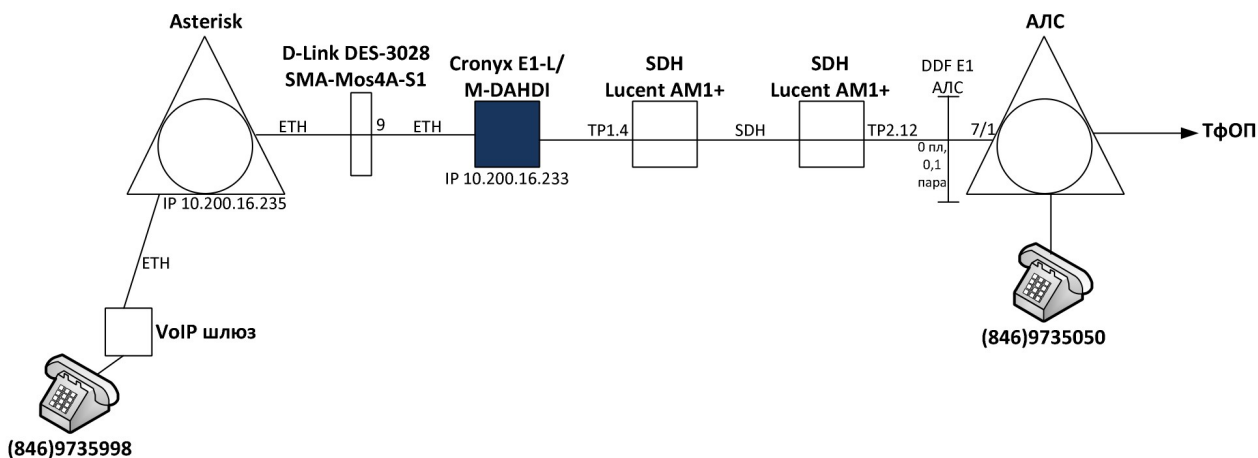 Asterisk
D-Link DES-3028
SMA-Mos4A-S1
Cronyx E1-L/
M-DAHDI
SDH
Lucent AM1+
SDH
Lucent AM1+
DDF E1
АЛС
АЛС
ETH
9
ETH
TP1.4
SDH
TP2.12
7/1
ТфОП
0 пл,
0,1
пара
IP 10.200.16.235
IP 10.200.16.233
ETH
VoIP шлюз
(846)9735050
(846)9735998